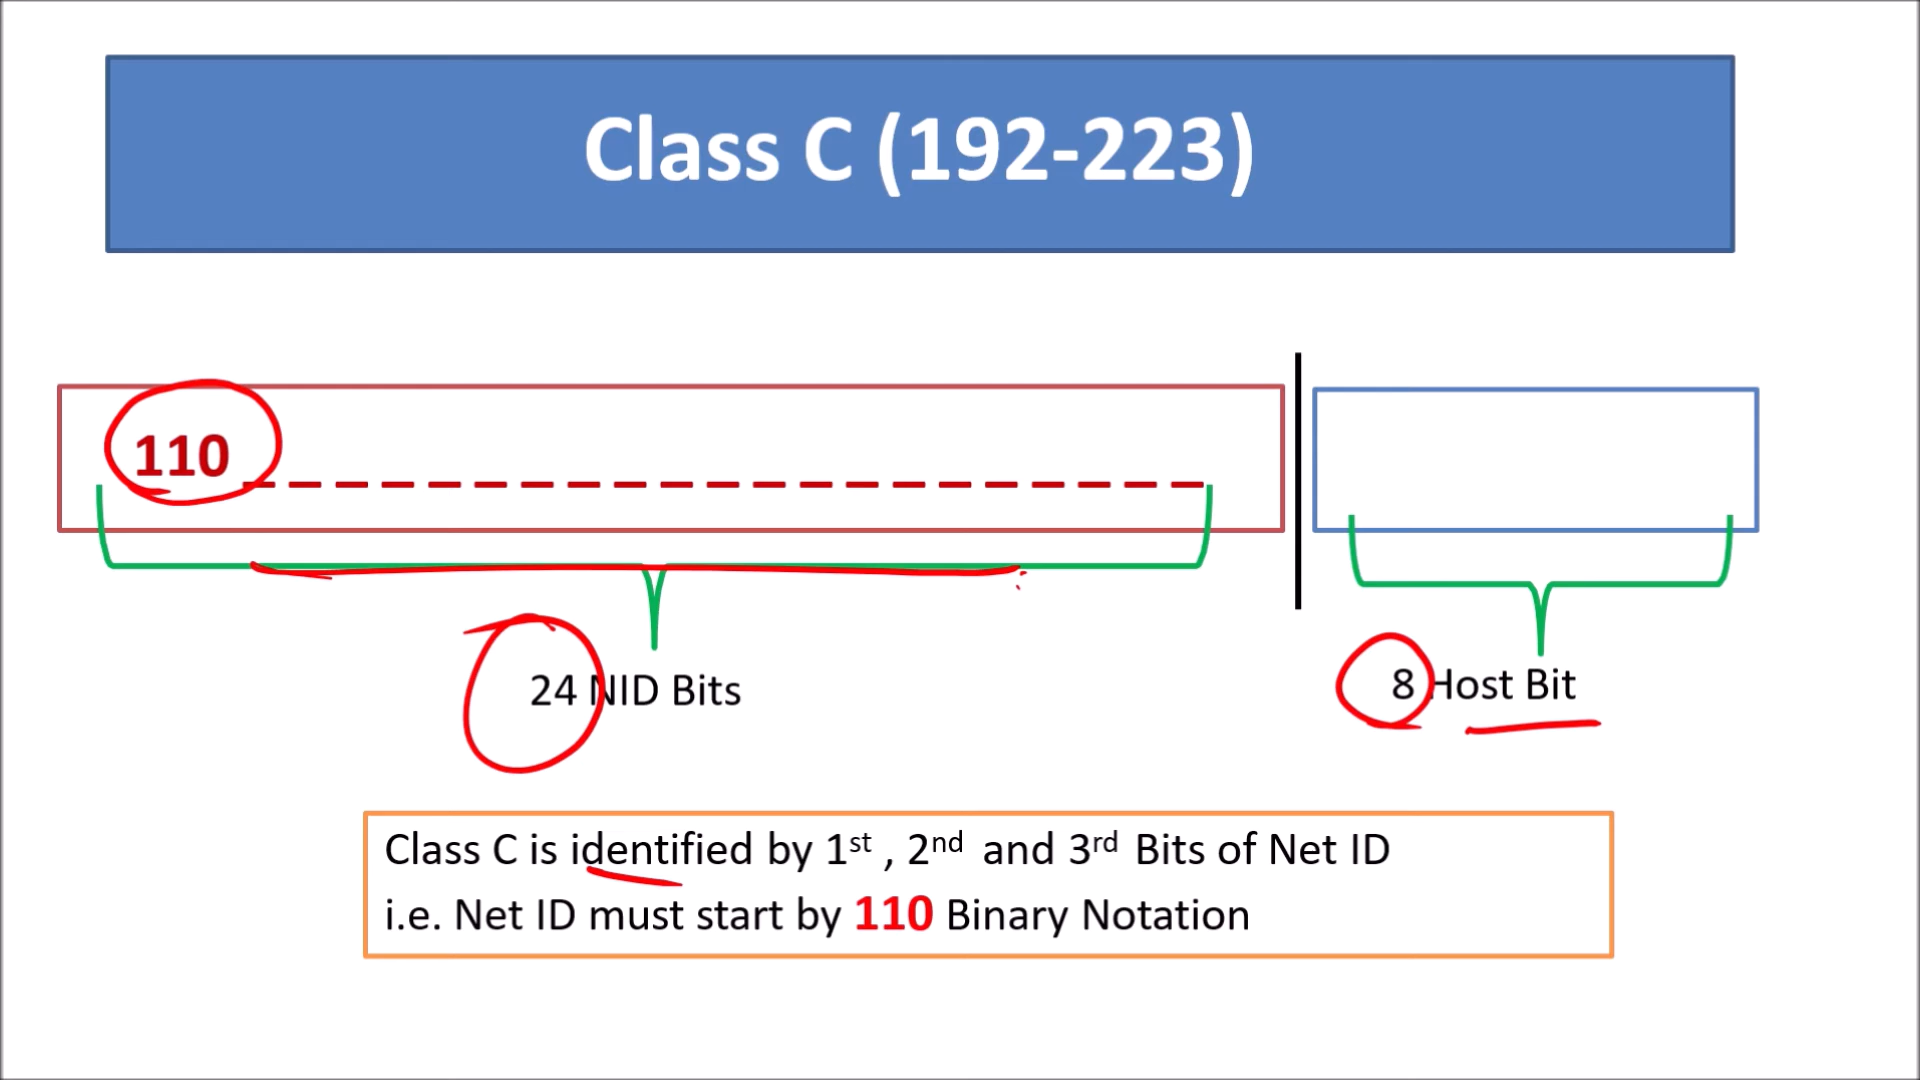 Class C (192-223)
110
24 NID Bits
8 Host Bit
Class C is identified by 1st , 2nd and 3rd Bits of Net ID
i.e. Net ID must start by 110 Binary Notation